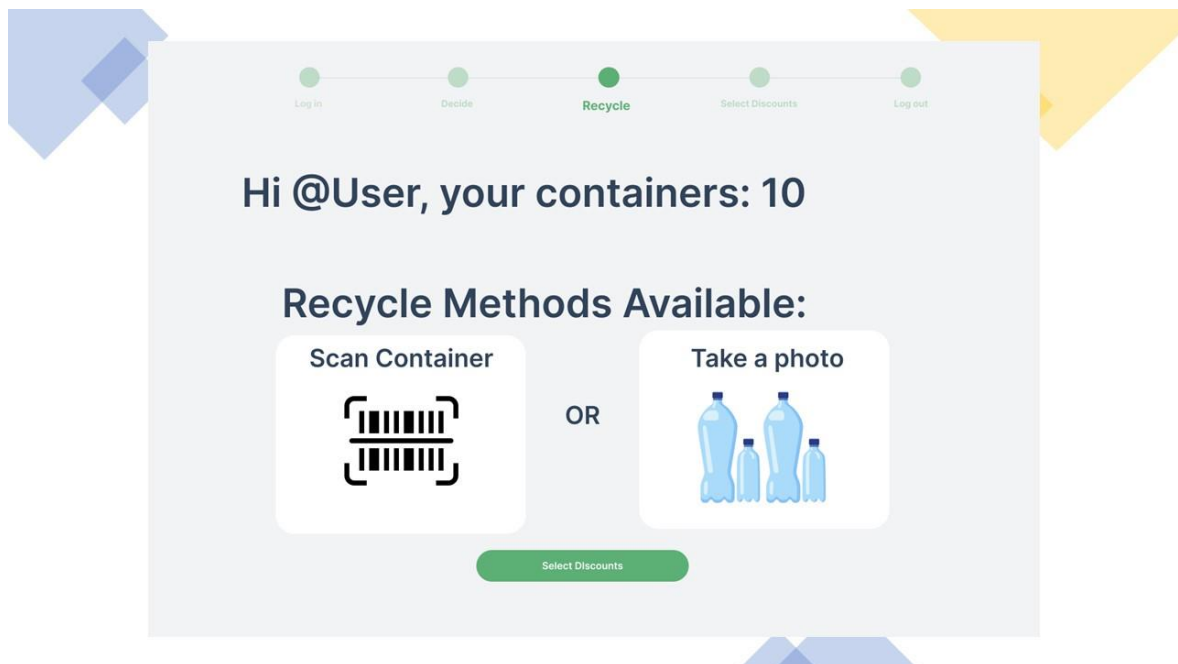 Log in
Decide
Recycle
Select Discounts
Log out
Hi @User, your containers: 10
Recycle Methods Available:
Scan Container
OR
Take a photo
Select DIscounts